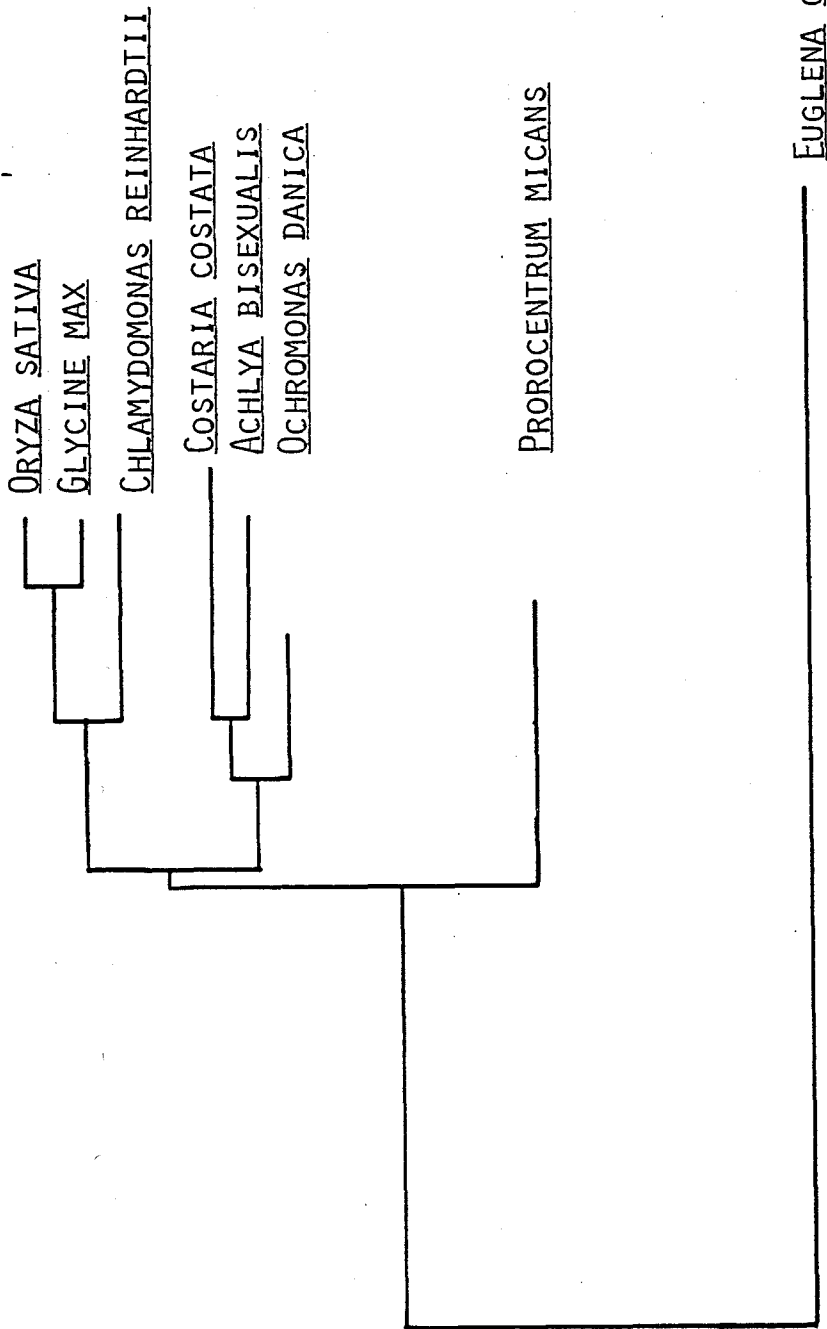 ORYZA SATIVA
GLYCINE MAX
CHLAMYDOMONAS REINHARDTII
COSTARIA COSTATA
ACHLYA BISEXUALIS
OCHROMONAS DANICA
PROROCENTRUM MICANS
EUGLENA